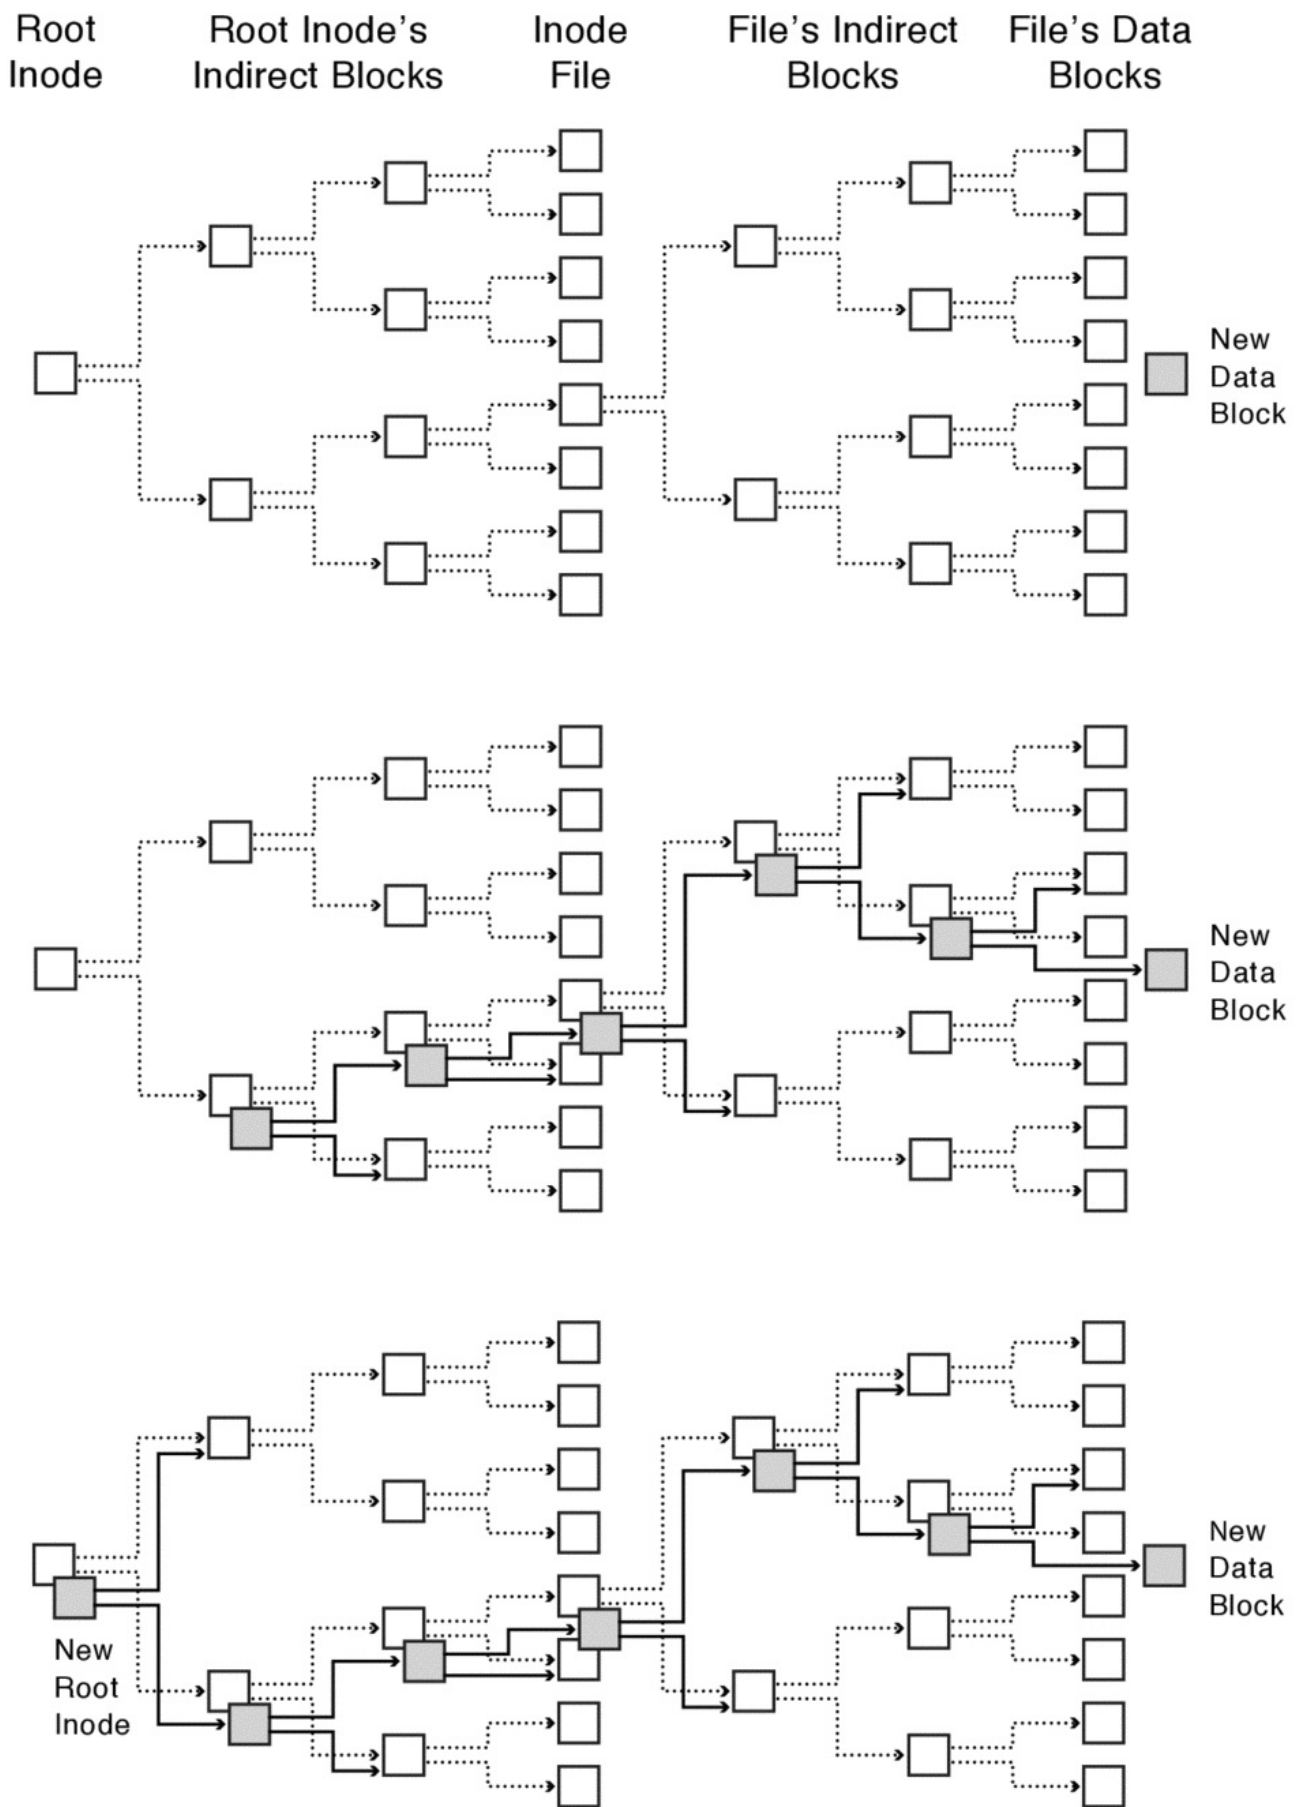 Root
Inode
Root Inode's
Indirect Blocks
Inode
File
File's Indirect
Blocks
File's Data
Blocks
New
Data
Block
New
Data
Block
New
Root
Inode
New
Data
Block